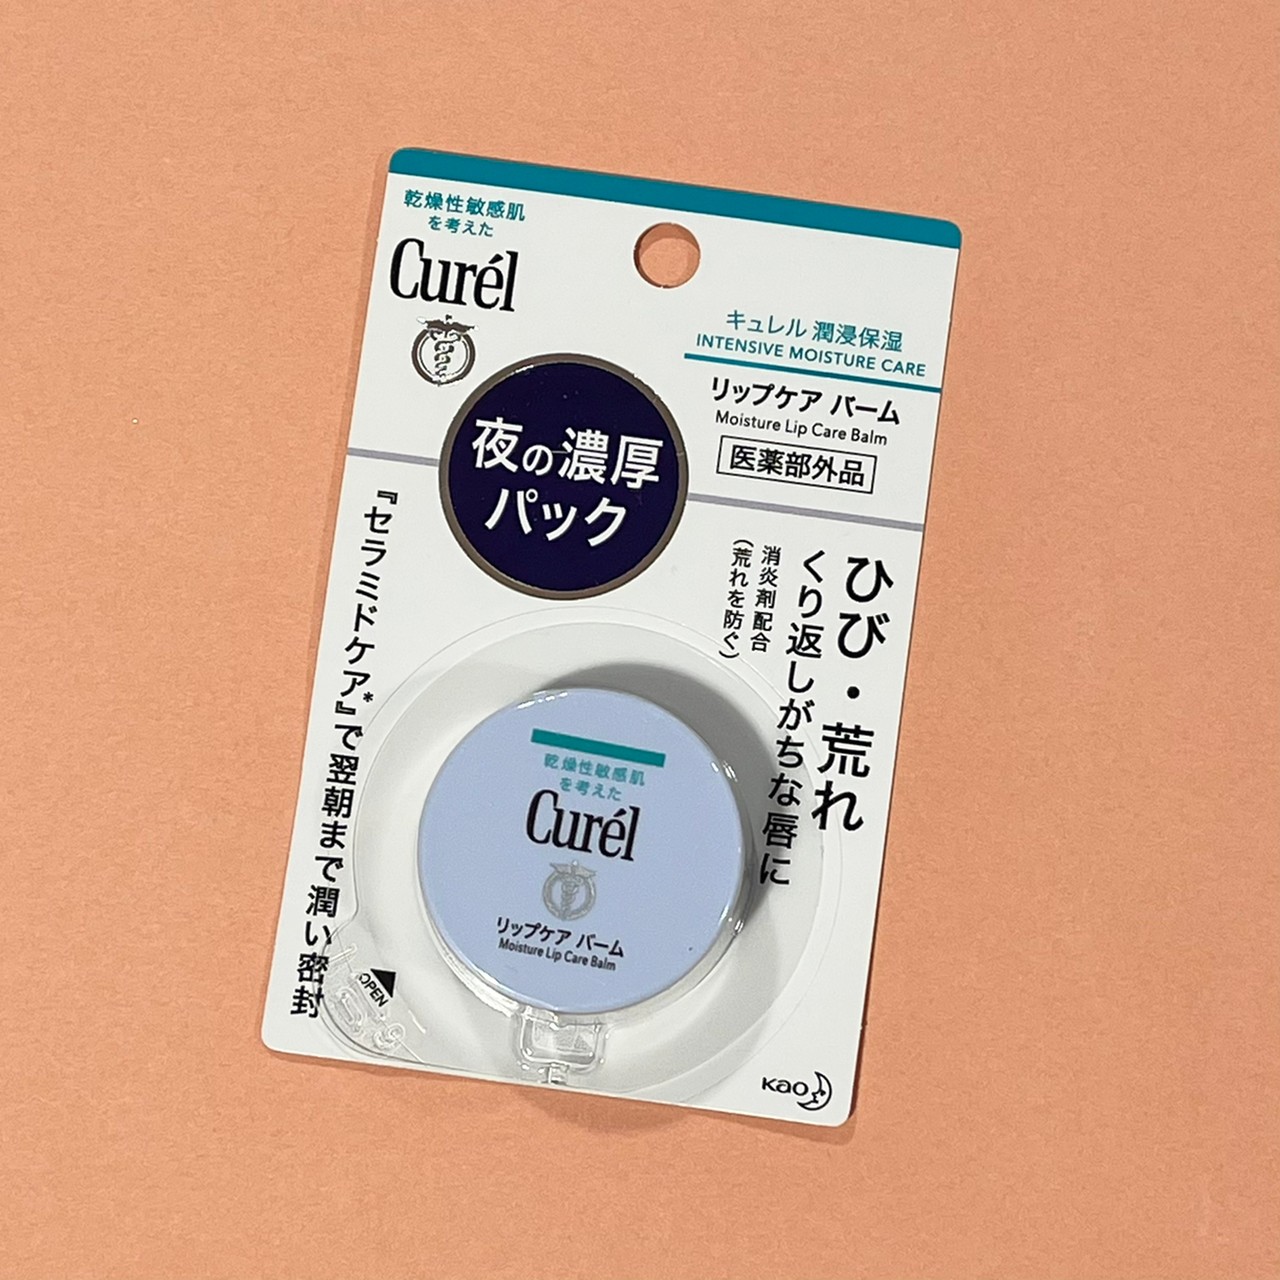 乾燥性敏感肌
を考えた
Curél
キュレル 潤浸保湿
INTENSIVE MOISTURE CARE
リップケア バーム
Moisture Lip Care Balm
医薬部外品
夜の濃厚
パック
ひび・荒れ
くり返しがちな唇に
消炎剤配合
(荒れを防ぐ)
『セラミドケア*』で翌朝まで潤い密封
乾燥性敏感肌
を考えた
Curél
リップケア バーム
Moisture Lip Care Balm
OPEN
Kao